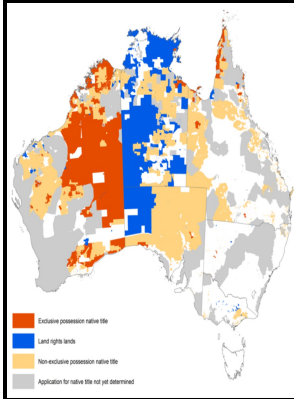 Exclusive possession native title
Land rights lands
Non-exclusive possession native title
Application for native title not yet determined